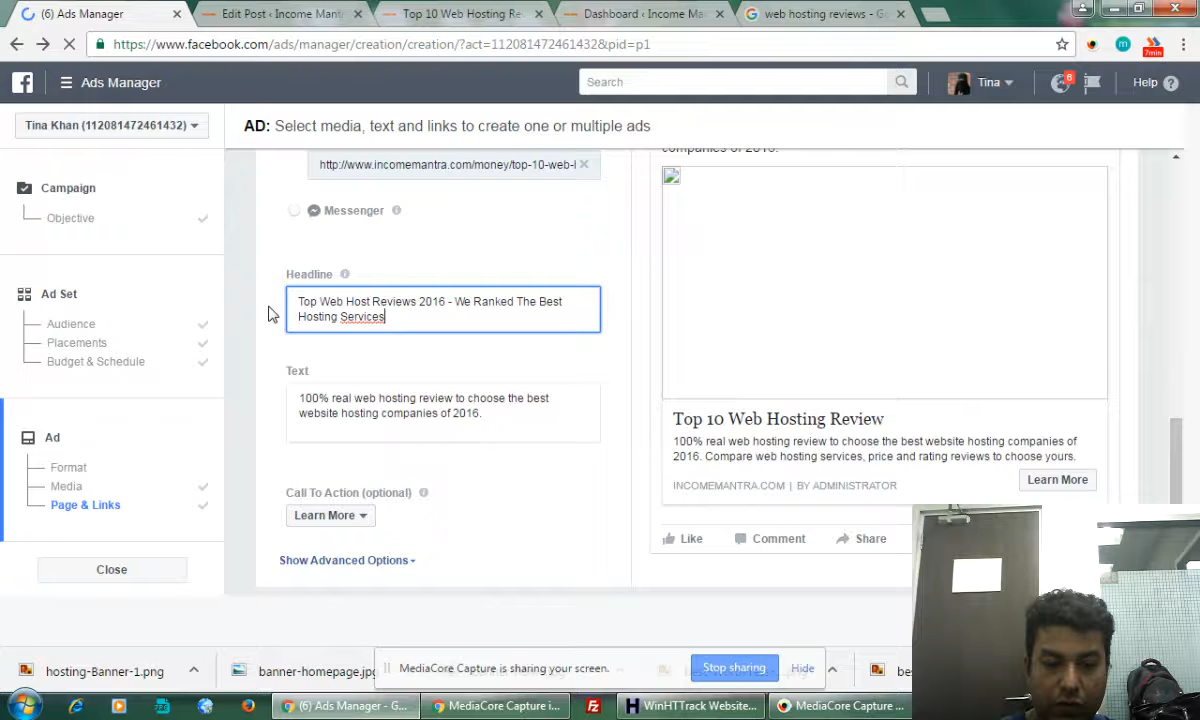 (6) Ads Manager
Edit Post ‹ Income Mant
Top 10 Web Hosting Re
Dashboard ‹ Income Ma
web hosting reviews - G
https://www.facebook.com/ads/manager/creation/creation/?act=112081472461432&pid=p1
7min
Ads Manager
Search
Tina
6
Help
Tina Khan (112081472461432)
AD: Select media, text and links to create one or multiple ads
companies of 2016.
http://www.incomemantra.com/money/top-10-web-l
Campaign
Objective
Messenger
Headline
Ad Set
Top Web Host Reviews 2016 - We Ranked The Best
Hosting Services
Audience
Placements
Budget & Schedule
Text
100% real web hosting review to choose the best
website hosting companies of 2016.
Top 10 Web Hosting Review
100% real web hosting review to choose the best website hosting companies of
2016. Compare web hosting services, price and rating reviews to choose yours.
INCOMEMANTRA.COM | BY ADMINISTRATOR
Learn More
Ad
Format
Media
Page & Links
Call To Action (optional)
Learn More
Like
Comment
Share
Show Advanced Options
Close
hosting-Banner-1.png
banner-homepage.jpg
MediaCore Capture is sharing your screen.
Stop sharing
Hide
be
(6) Ads Manager - G...
MediaCore Capture i...
WinHTTrack Website...
MediaCore Capture ...